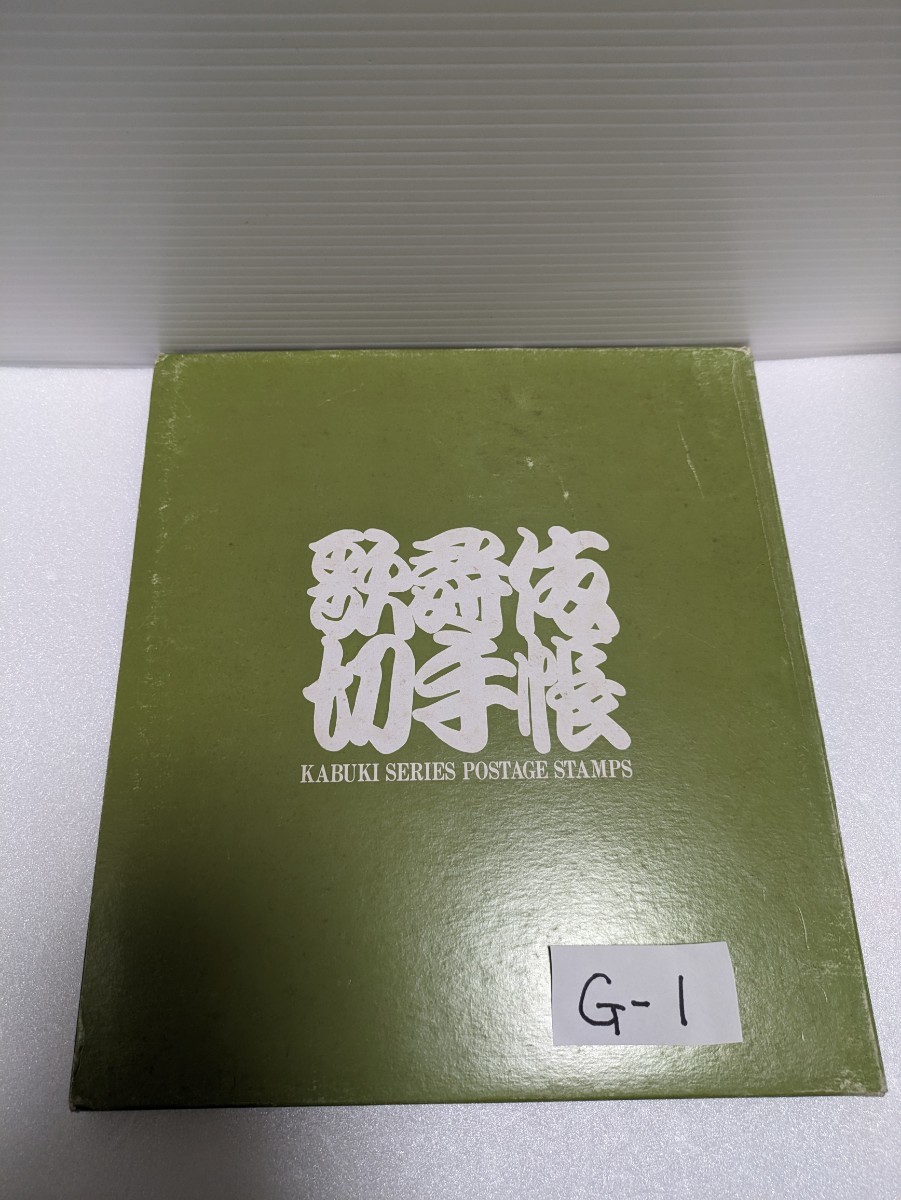 歌舞伎
切手帳
KABUKI SERIES POSTAGE STAMPS
G-1